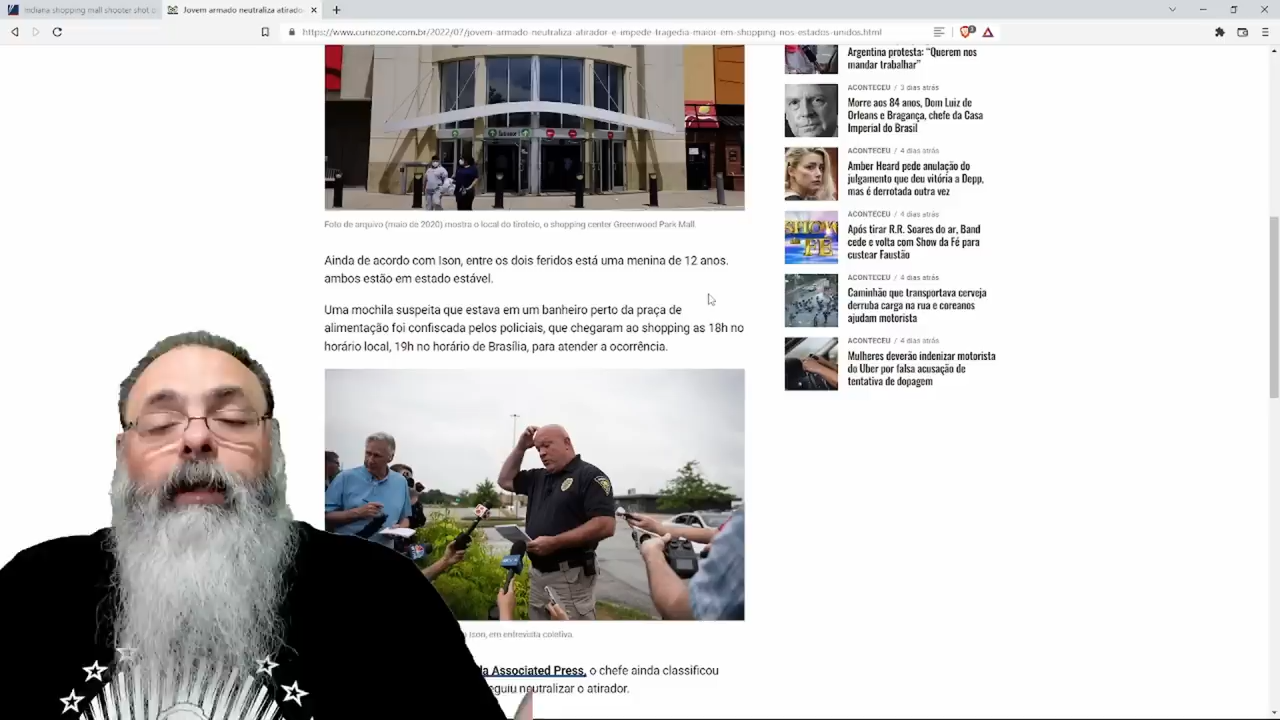 Indiana shopping mall shooter shot d
Jovem armado neutraliza atirado
https://www.curiozone.com.br/2022/07/jovem-armado-neutraliza-atirador-e-impede-tragedia-maior-em-shopping-nos-estados-unidos.html
Foto de arquivo (maio de 2020) mostra o local do tiroteio, o shopping center Greenwood Park Mall.
Ainda de acordo com Ison, entre os dois feridos está uma menina de 12 anos.
ambos estão em estado estável.
Uma mochila suspeita que estava em um banheiro perto da praça de
alimentação foi confiscada pelos policiais, que chegaram ao shopping as 18h no
horário local, 19h no horário de Brasília, para atender a ocorrência.
Ison, em entrevista coletiva.
da Associated Press, o chefe ainda classificou
eguiu neutralizar o atirador.
Argentina protesta: “Querem nos
mandar trabalhar”
ACONTECEU / 3 dias atrás
Morre aos 84 anos, Dom Luiz de
Orleans e Bragança, chefe da Casa
Imperial do Brasil
ACONTECEU / 4 dias atrás
Amber Heard pede anulação do
julgamento que deu vitória a Depp,
mas é derrotada outra vez
ACONTECEU / 4 dias atrás
Após tirar R.R. Soares do ar, Band
cede e volta com Show da Fé para
custear Faustão
SHOW
DA FÉ
ACONTECEU / 4 dias atrás
Caminhão que transportava cerveja
derruba carga na rua e coreanos
ajudam motorista
ACONTECEU / 4 dias atrás
Mulheres deverão indenizar motorista
do Uber por falsa acusação de
tentativa de dopagem